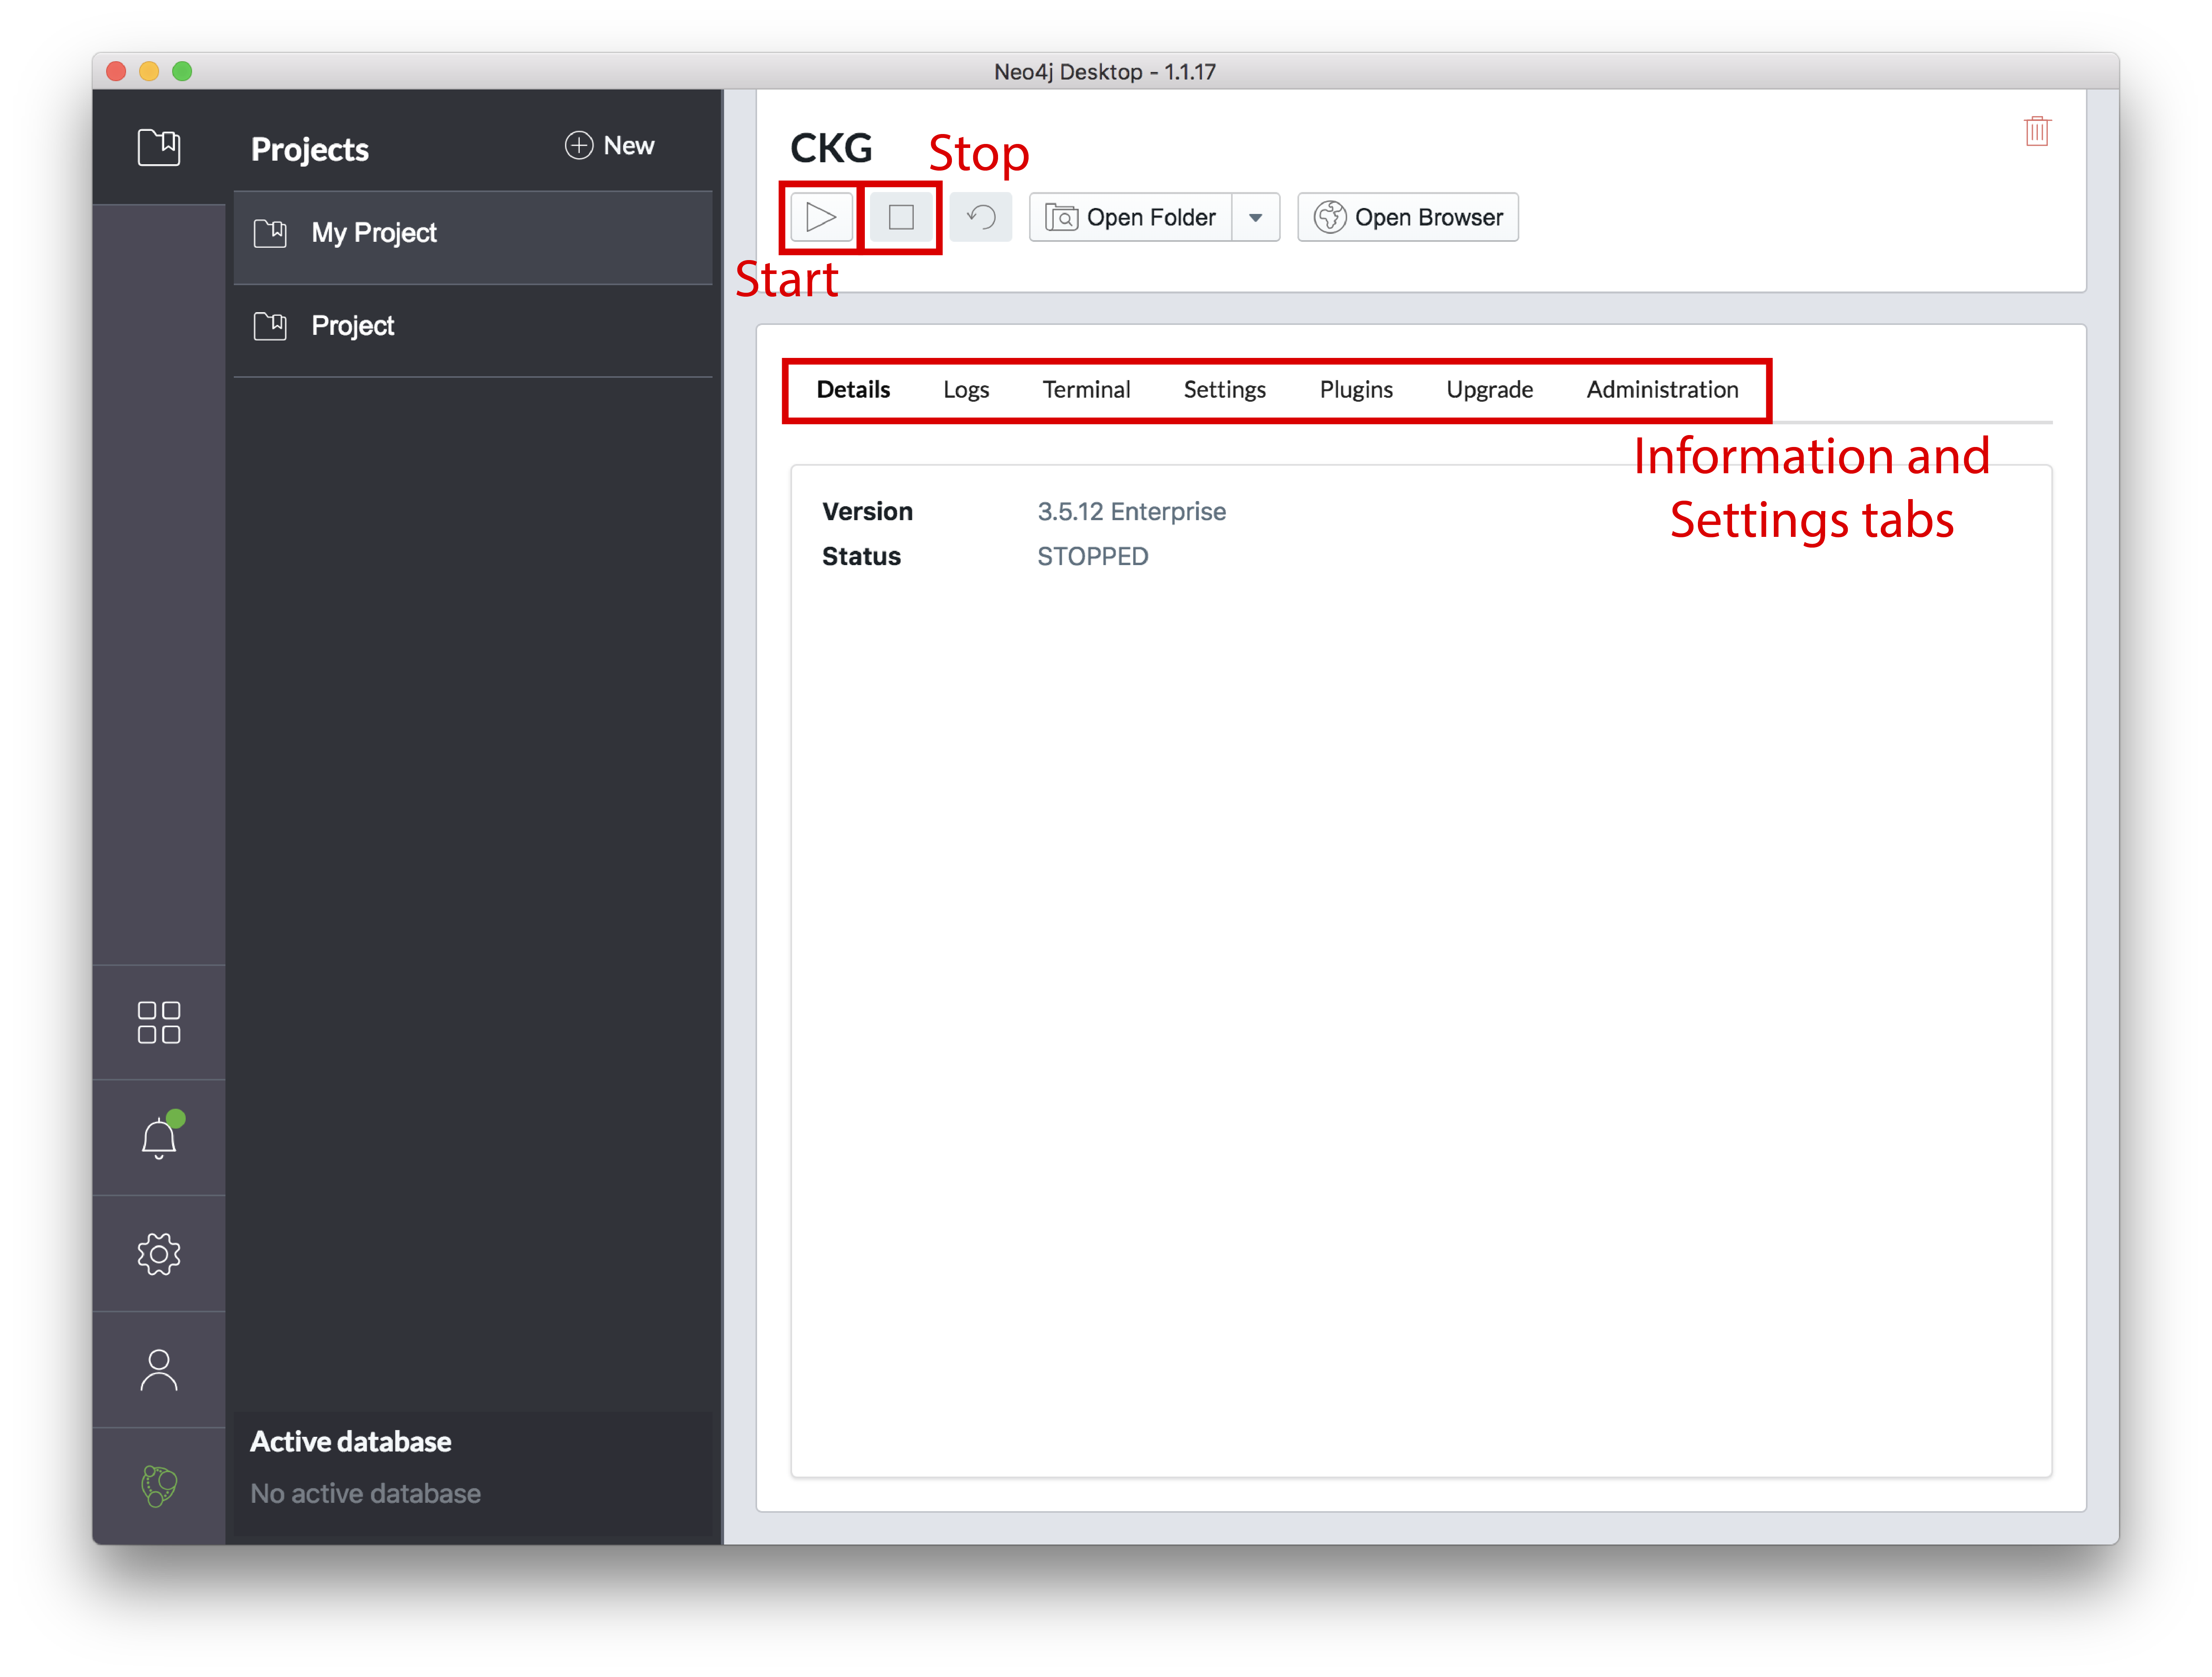 Neo4j Desktop - 1.1.17
Projects
New
My Project
Project
Active database
No active database
CKG
Stop
Open Folder
Open Browser
Start
Details Logs Terminal Settings Plugins Upgrade Administration
Information and
Settings tabs
Version 3.5.12 Enterprise
Status STOPPED